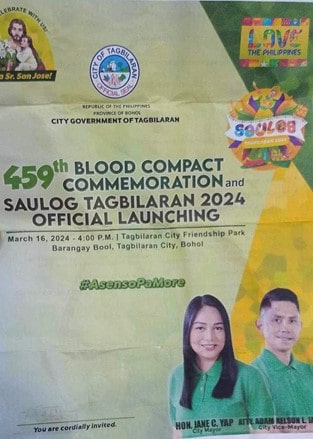 CELEBRATE WITH US!
Sr. San Jose!
CITY OF TAGBILARAN
OFFICIAL SEAL
LOVE
THE PHILIPPINES
SAULOG
REPUBLIC OF THE PHILIPPINES
PROVINCE OF BOHOL
CITY GOVERNMENT OF TAGBILARAN
459th BLOOD COMPACT
COMMEMORATION and
SAULOG TAGBILARAN 2024
OFFICIAL LAUNCHING
March 16, 2024 - 4:00 P.M. | Tagbilaran City Friendship Park
Barangay Bool, Tagbilaran City, Bohol
#AsensoPaMore
HON. JANE C. YAP
City Mayor
ATTY. ADAM RELSON L.
City Vice-Mayor
You are cordially invited.